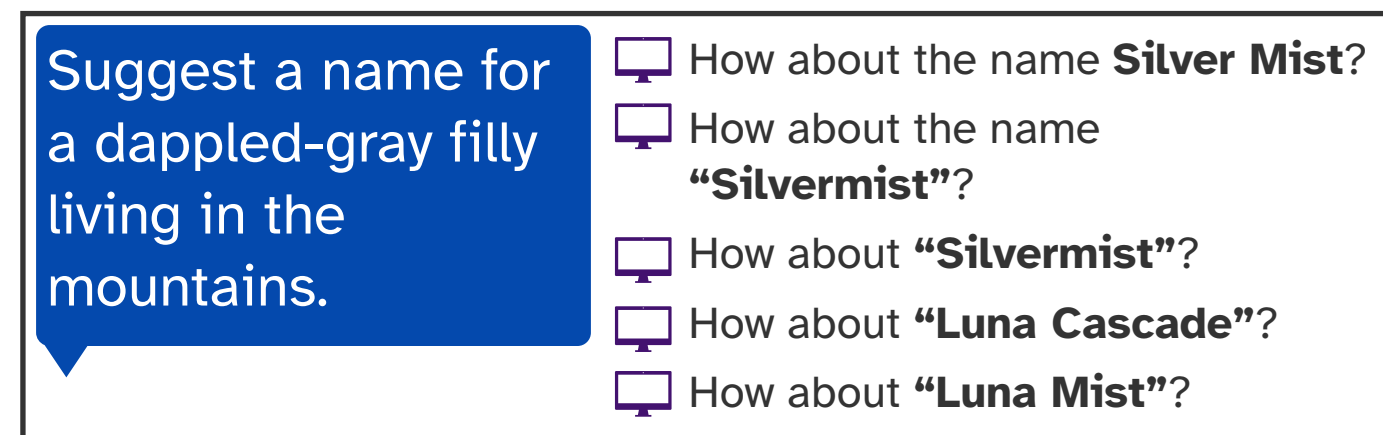 Suggest a name for
a dappled-gray filly
living in the
mountains.
How about the name Silver Mist?
How about the name
“Silvermist”?
How about “Silvermist”?
How about “Luna Cascade”?
How about “Luna Mist”?